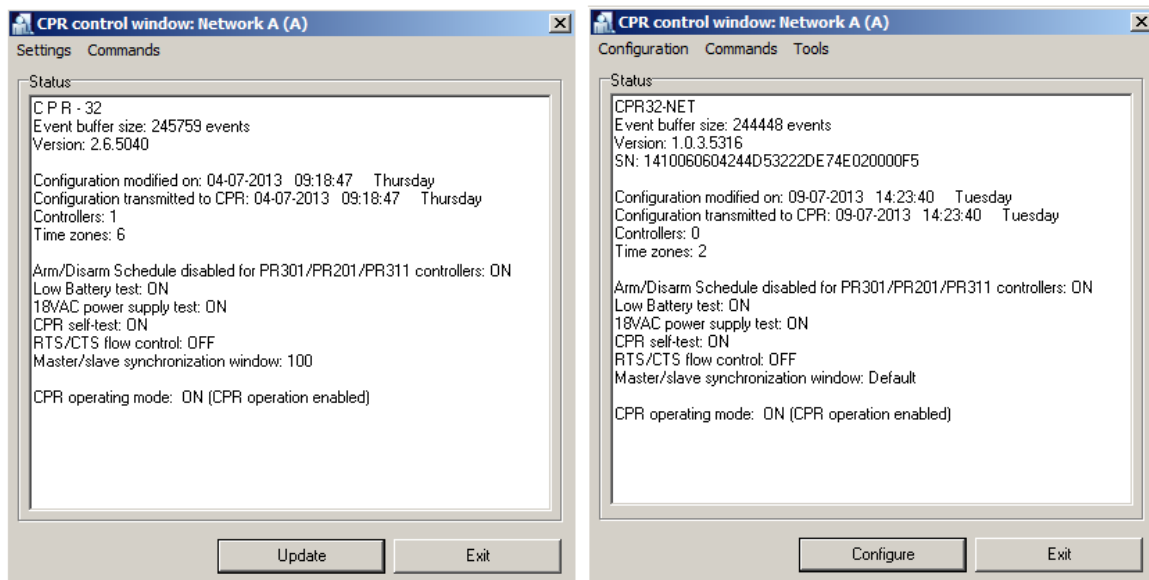 CPR control window: Network A (A)
Settings Commands
Status
C P R - 32
Event buffer size: 245759 events
Version: 2.6.5040
Configuration modified on: 04-07-2013 09:18:47 Thursday
Configuration transmitted to CPR: 04-07-2013 09:18:47 Thursday
Controllers: 1
Time zones: 6
Arm/Disarm Schedule disabled for PR301/PR201/PR311 controllers: ON
Low Battery test: ON
18VAC power supply test: ON
CPR self-test: ON
RTS/CTS flow control: OFF
Master/slave synchronization window: 100
CPR operating mode: ON (CPR operation enabled)
Update Exit
CPR control window: Network A (A)
Configuration Commands Tools
Status
CPR32-NET
Event buffer size: 244448 events
Version: 1.0.3.5316
SN: 1410060604244D53222DE74E020000F5
Configuration modified on: 09-07-2013 14:23:40 Tuesday
Configuration transmitted to CPR: 09-07-2013 14:23:40 Tuesday
Controllers: 0
Time zones: 2
Arm/Disarm Schedule disabled for PR301/PR201/PR311 controllers: ON
Low Battery test: ON
18VAC power supply test: ON
CPR self-test: ON
RTS/CTS flow control: OFF
Master/slave synchronization window: Default
CPR operating mode: ON (CPR operation enabled)
Configure Exit